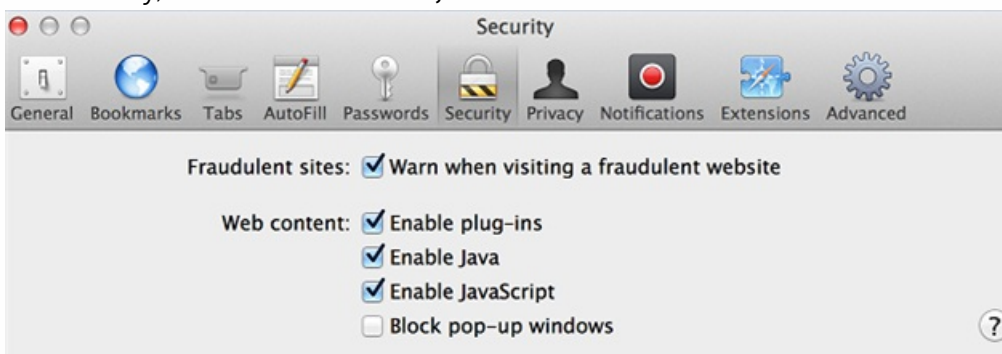 Security
General Bookmarks Tabs AutoFill Passwords Security Privacy Notifications Extensions Advanced
Fraudulent sites: Warn when visiting a fraudulent website
Web content: Enable plug-ins
Enable Java
Enable JavaScript
Block pop-up windows
?